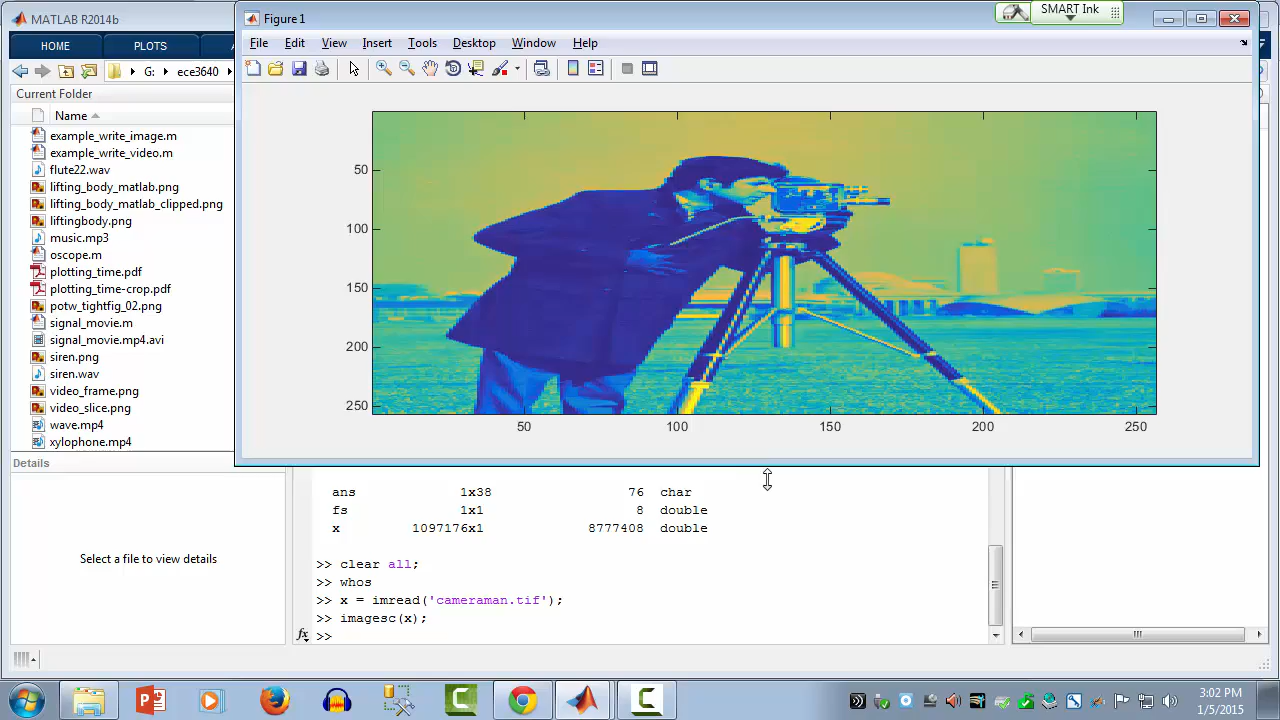 MATLAB R2014b
Figure 1
SMART Ink
HOME
PLOTS
A
File Edit View Insert Tools Desktop Window Help
G: ece3640
Current Folder
Name
example_write_image.m
example_write_video.m
flute22.wav
lifting_body_matlab.png
lifting_body_matlab_clipped.png
liftingbody.png
music.mp3
oscope.m
plotting_time.pdf
plotting_time-crop.pdf
potw_tightfig_02.png
signal_movie.m
signal_movie.mp4.avi
siren.png
siren.wav
video_frame.png
video_slice.png
wave.mp4
xylophone.mp4
50
100
150
200
250
50 100 150 200 250
Details
Select a file to view details
ans 1x38 76 char
fs 1x1 8 double
x 1097176x1 8777408 double
>> clear all;
>> whos
>> x = imread('cameraman.tif');
>> imagesc(x);
fx >>
3:02 PM
1/5/2015